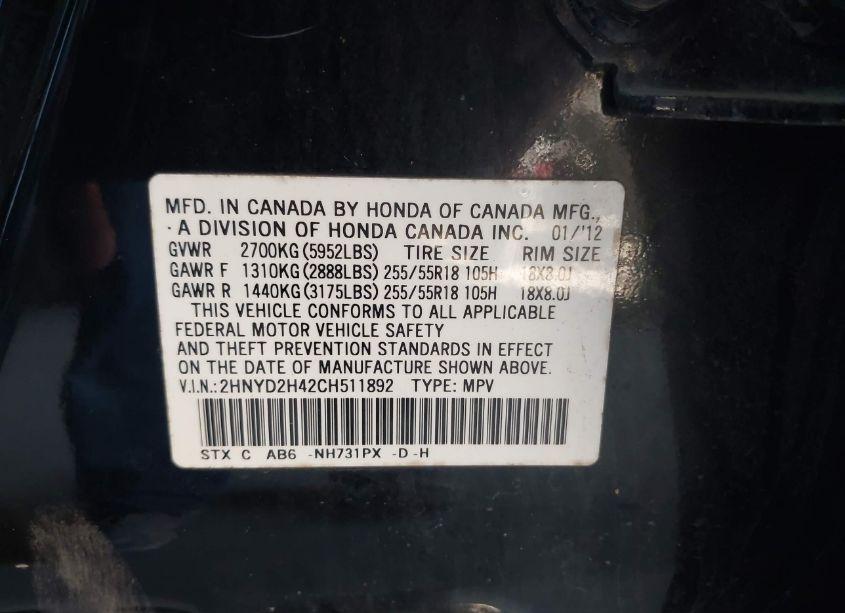 MFD. IN CANADA BY HONDA OF CANADA MFG.,
· A DIVISION OF HONDA CANADA INC. 01/'12
GVWR 2700KG (5952LBS) TIRE SIZE RIM SIZE
GAWR F 1310KG (2888LBS) 255/55R18 105H 18X8.0J
GAWR R 1440KG (3175LBS) 255/55R18 105H 18X8.0J
THIS VEHICLE CONFORMS TO ALL APPLICABLE
FEDERAL MOTOR VEHICLE SAFETY
AND THEFT PREVENTION STANDARDS IN EFFECT
ON THE DATE OF MANUFACTURE SHOWN ABOVE.
V.I.N.: 2HNYD2H42CH511892 TYPE: MPV
STX C AB6 -NH731PX -D -H